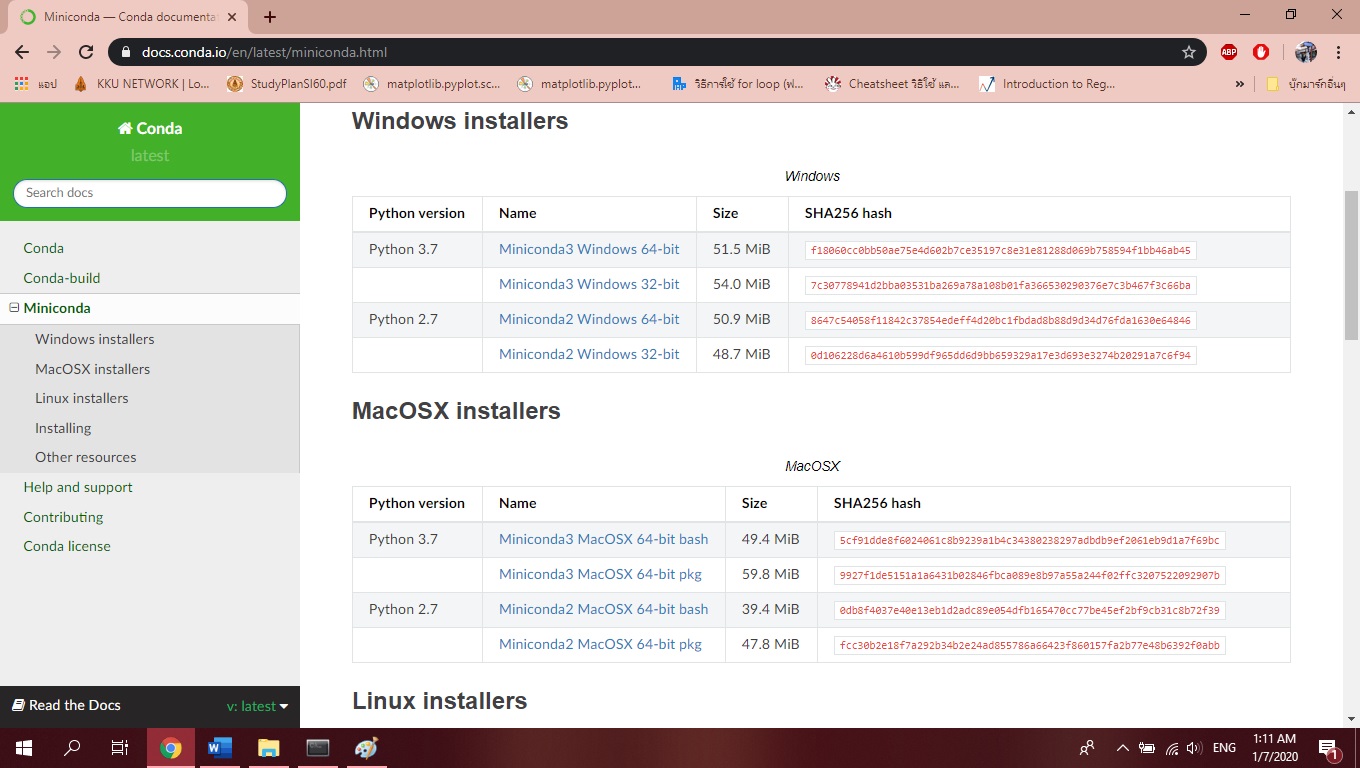 Miniconda — Conda documentat
docs.conda.io/en/latest/miniconda.html
ABP
แอป
KKU NETWORK | Lo...
StudyPlanSI60.pdf
matplotlib.pyplot.sc...
matplotlib.pyplot...
วิธีการใช้ for loop (ฟ...
Cheatsheet วิธีใช้ แล...
Introduction to Reg...
»
บุ๊กมาร์กอื่นๆ
Conda
latest
Search docs
Conda
Conda-build
Miniconda
Windows installers
MacOSX installers
Linux installers
Installing
Other resources
Help and support
Contributing
Conda license
Read the Docs
v: latest
Windows installers
Windows
Python version Name Size SHA256 hash
Python 3.7 Miniconda3 Windows 64-bit 51.5 MiB f18060cc0bb50ae75e4d602b7ce35197c8e31e81288d069b758594f1bb46ab45
Miniconda3 Windows 32-bit 54.0 MiB 7c30778941d2bba03531ba269a78a108b01fa366530290376e7c3b467f3c66ba
Python 2.7 Miniconda2 Windows 64-bit 50.9 MiB 8647c54058f11842c37854edeff4d20bc1fbdad8b88d9d34d76fda1630e64846
Miniconda2 Windows 32-bit 48.7 MiB 0d106228d6a4610b599df965dd6d9bb659329a17e3d693e3274b20291a7c6f94
MacOSX installers
MacOSX
Python version Name Size SHA256 hash
Python 3.7 Miniconda3 MacOSX 64-bit bash 49.4 MiB 5cf91dde8f6024061c8b9239a1b4c34380238297adbdb9ef2061eb9d1a7f69bc
Miniconda3 MacOSX 64-bit pkg 59.8 MiB 9927f1de5151a1a6431b02846fbca089e8b97a55a244f02ffc3207522092907b
Python 2.7 Miniconda2 MacOSX 64-bit bash 39.4 MiB 0db8f4037e40e13eb1d2adc89e054dfb165470cc77be45ef2bf9cb31c8b72f39
Miniconda2 MacOSX 64-bit pkg 47.8 MiB fcc30b2e18f7a292b34b2e24ad855786a66423f860157fa2b77e48b6392f0abb
Linux installers
ENG
1:11 AM
1/7/2020
1